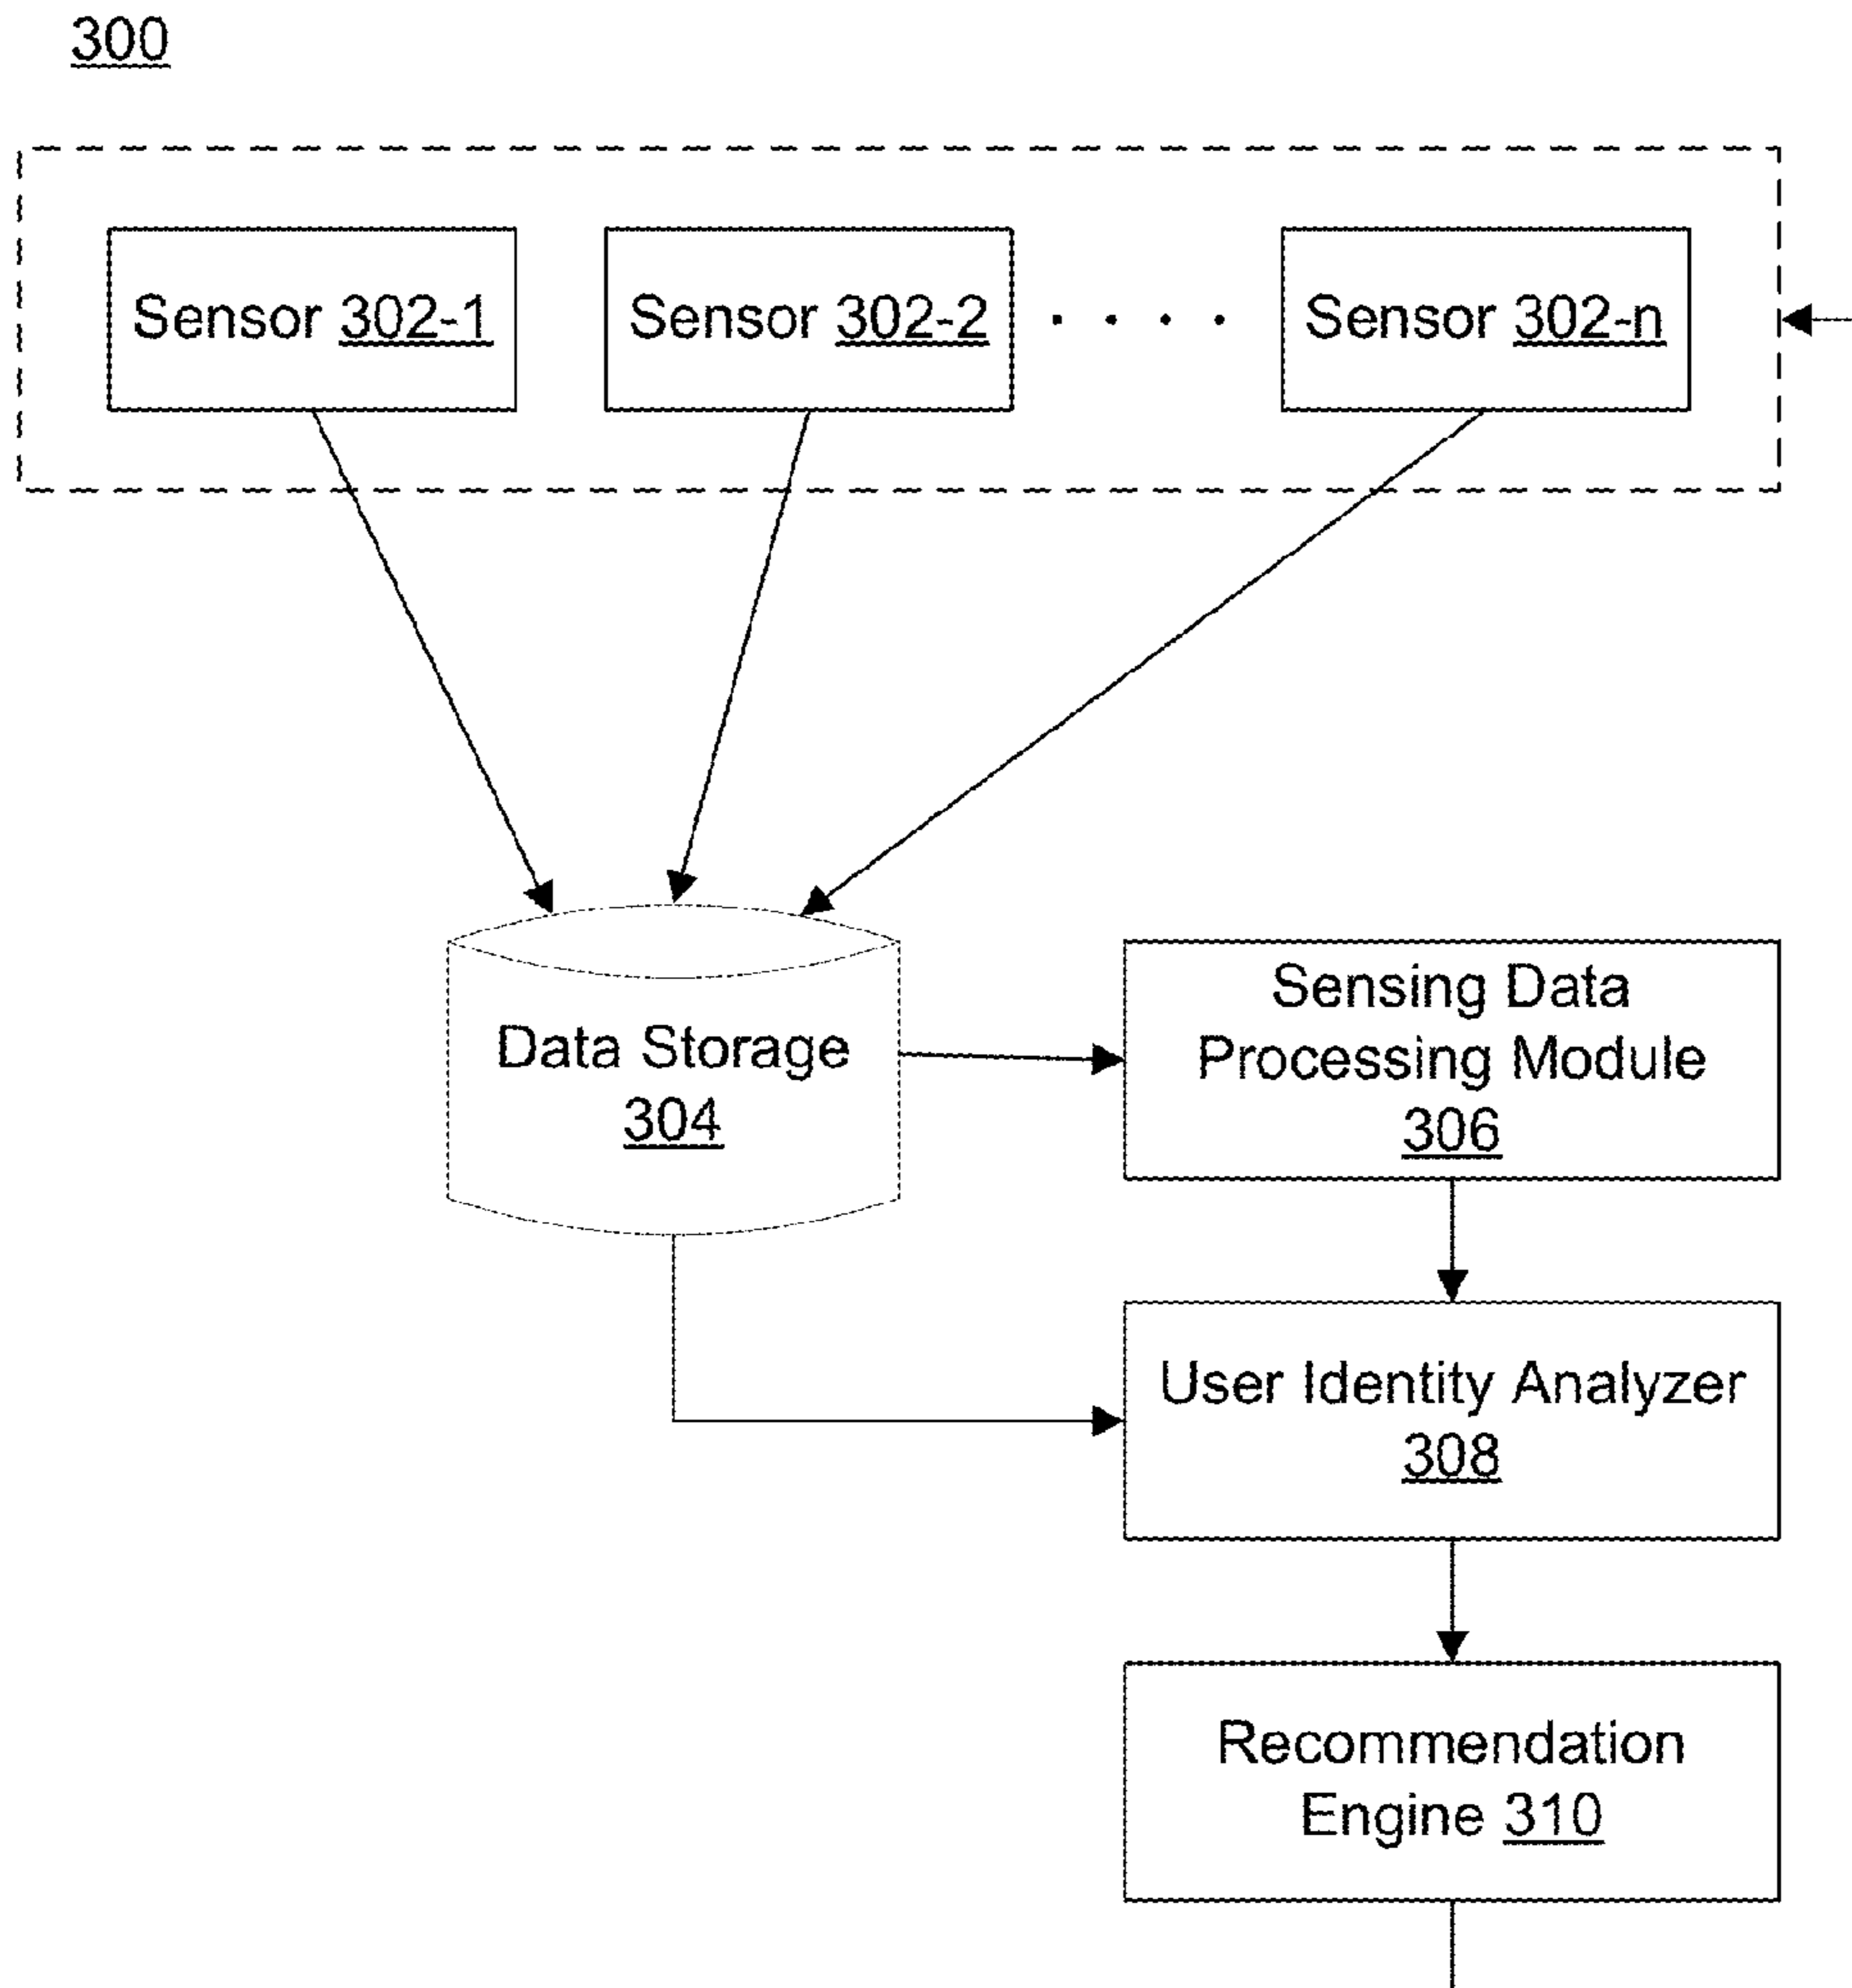 300
Sensor 302-1
Sensor 302-2
Sensor 302-n
Data Storage
304
Sensing Data
Processing Module
306
User Identity Analyzer
308
Recommendation
Engine 310